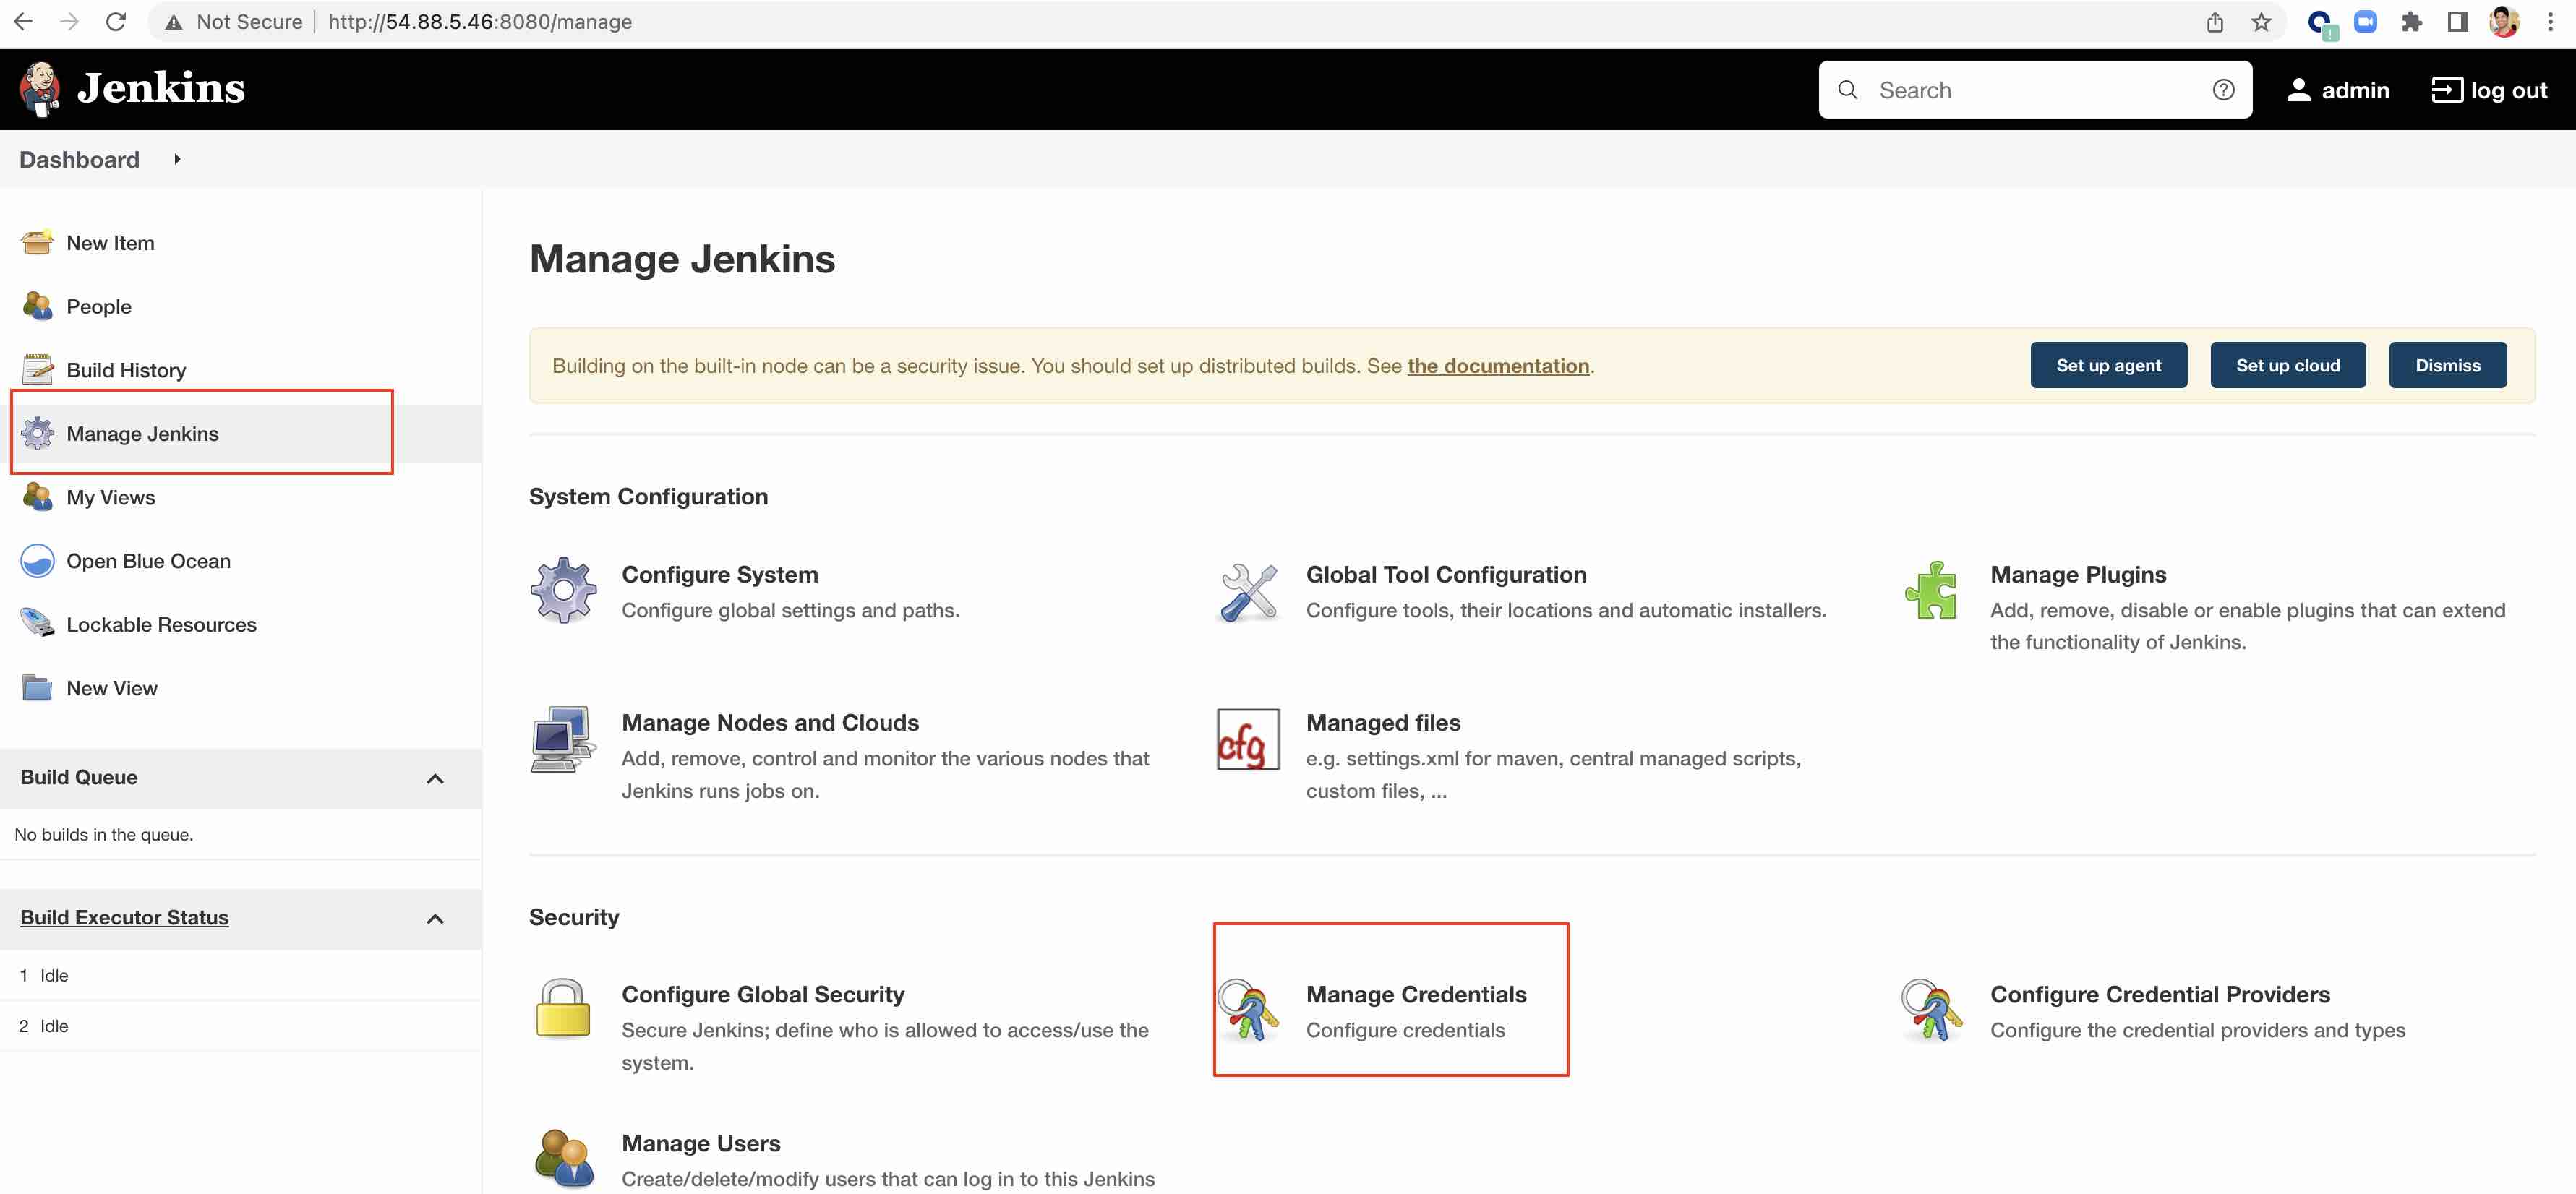 Not Secure | http://54.88.5.46:8080/manage
Jenkins
Search
admin
log out
Dashboard
New Item
People
Build History
Manage Jenkins
My Views
Open Blue Ocean
Lockable Resources
New View
Build Queue
No builds in the queue.
Build Executor Status
1 Idle
2 Idle
Manage Jenkins
Building on the built-in node can be a security issue. You should set up distributed builds. See the documentation.
Set up agent
Set up cloud
Dismiss
System Configuration
Configure System
Configure global settings and paths.
Global Tool Configuration
Configure tools, their locations and automatic installers.
Manage Plugins
Add, remove, disable or enable plugins that can extend
the functionality of Jenkins.
Manage Nodes and Clouds
Add, remove, control and monitor the various nodes that
Jenkins runs jobs on.
cfg
Managed files
e.g. settings.xml for maven, central managed scripts,
custom files, ...
Security
Configure Global Security
Secure Jenkins; define who is allowed to access/use the
system.
Manage Credentials
Configure credentials
Configure Credential Providers
Configure the credential providers and types
Manage Users
Create/delete/modify users that can log in to this Jenkins